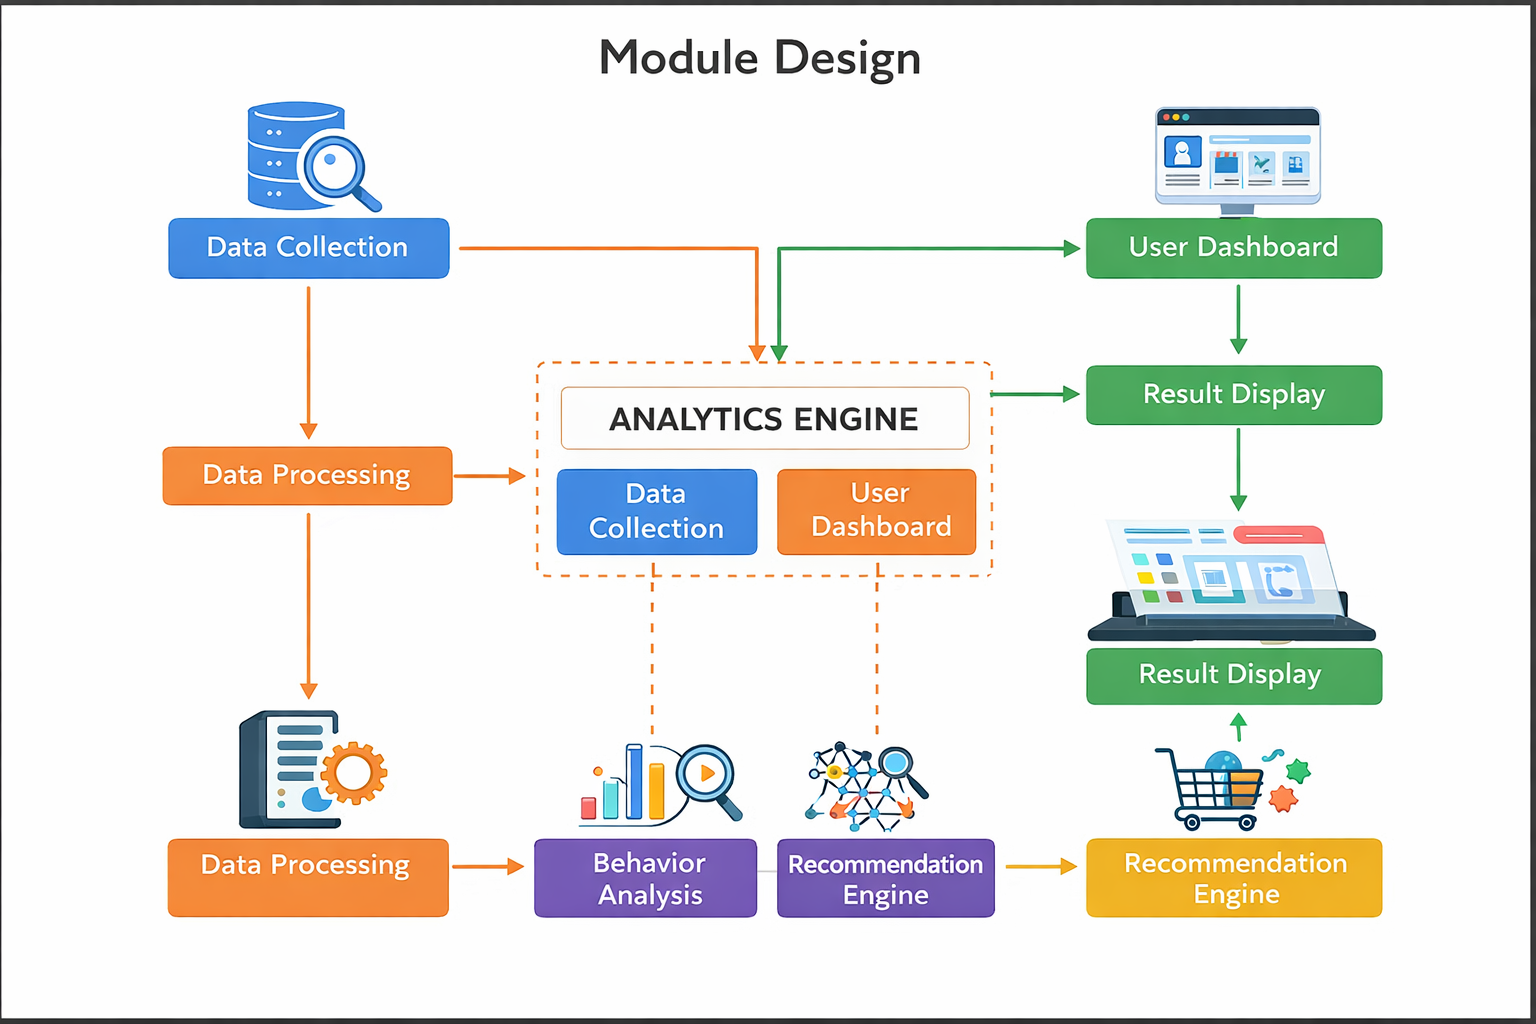 Module Design
Data Collection
User Dashboard
Result Display
ANALYTICS ENGINE
Data Processing
Data
Collection
User
Dashboard
Result Display
Data Processing
Behavior
Analysis
Recommendation
Engine
Recommendation
Engine